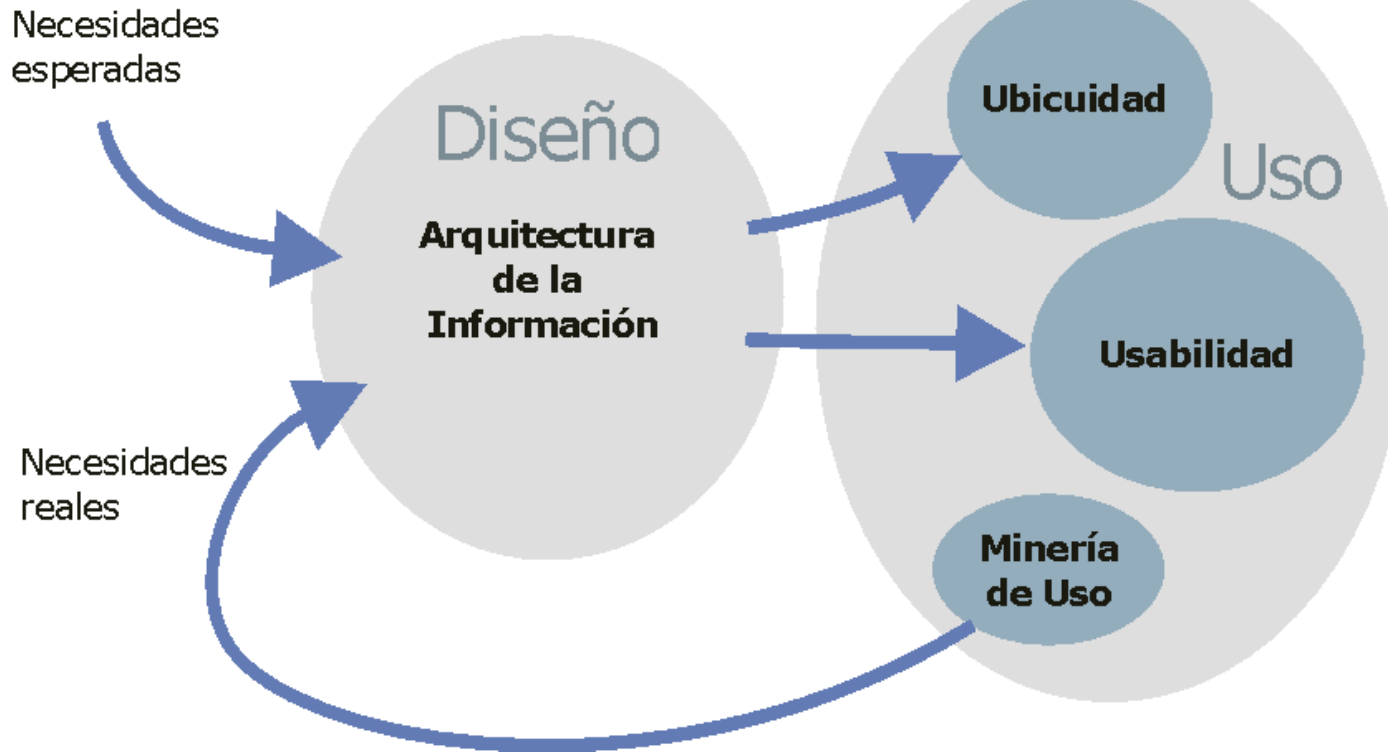 Necesidades
esperadas
Diseño
Arquitectura
de la
Información
Necesidades
reales
Uso
Ubicuidad
Usabilidad
Minería
de Uso